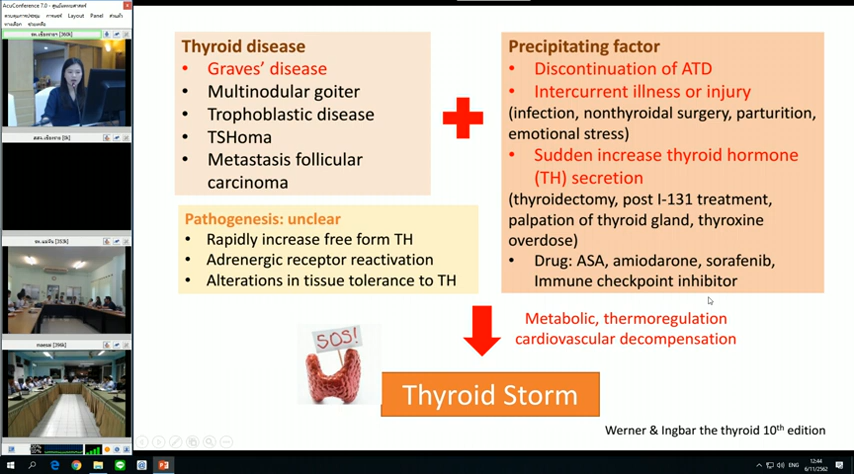 AcuConference 7.0 -
Layout Panel
Thyroid disease
• Graves' disease
• Multinodular goiter
• Trophoblastic disease
• TSHoma
• Metastasis follicular
carcinoma
Pathogenesis: unclear
• Rapidly increase free form TH
• Adrenergic receptor reactivation
• Alterations in tissue tolerance to TH
Precipitating factor
• Discontinuation of ATD
• Intercurrent illness or injury
(infection, nonthyroidal surgery, parturition,
emotional stress)
• Sudden increase thyroid hormone
(TH) secretion
(thyroidectomy, post I-131 treatment,
palpation of thyroid gland, thyroxine
overdose)
• Drug: ASA, amiodarone, sorafenib,
Immune checkpoint inhibitor
Metabolic, thermoregulation
cardiovascular decompensation
SOS!
Thyroid Storm
Werner & Ingbar the thyroid 10th edition
ENG
12:44
6/11/2562